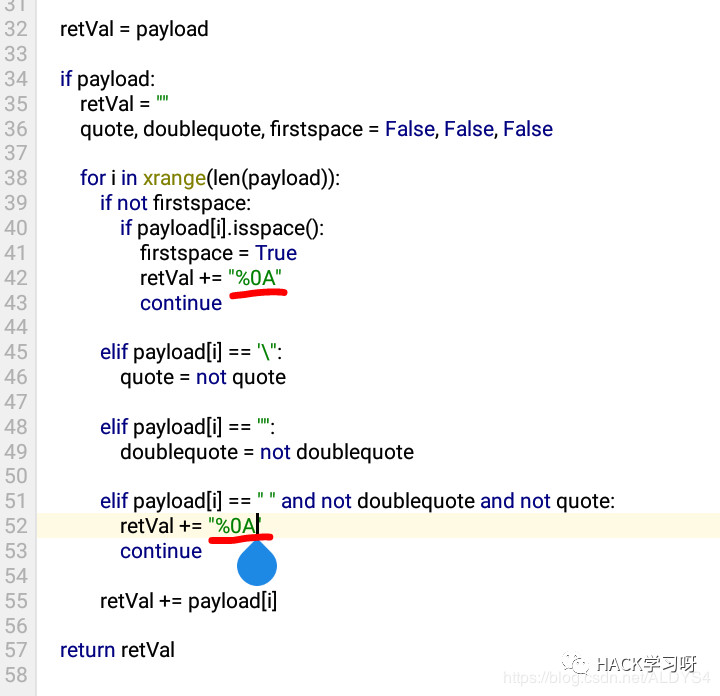 31
32 retVal = payload
33
34 if payload:
35 retVal = ""
36 quote, doublequote, firstspace = False, False, False
37
38 for i in xrange(len(payload)):
39 if not firstspace:
40 if payload[i].isspace():
41 firstspace = True
42 retVal += "%0A"
43 continue
44
45 elif payload[i] == '\'':
46 quote = not quote
47
48 elif payload[i] == '"':
49 doublequote = not doublequote
50
51 elif payload[i] == " " and not doublequote and not quote:
52 retVal += "%0A"
53 continue
54
55 retVal += payload[i]
56
57 return retVal
58
HACK学习呀
https://blog.csdn.net/ALDYS4